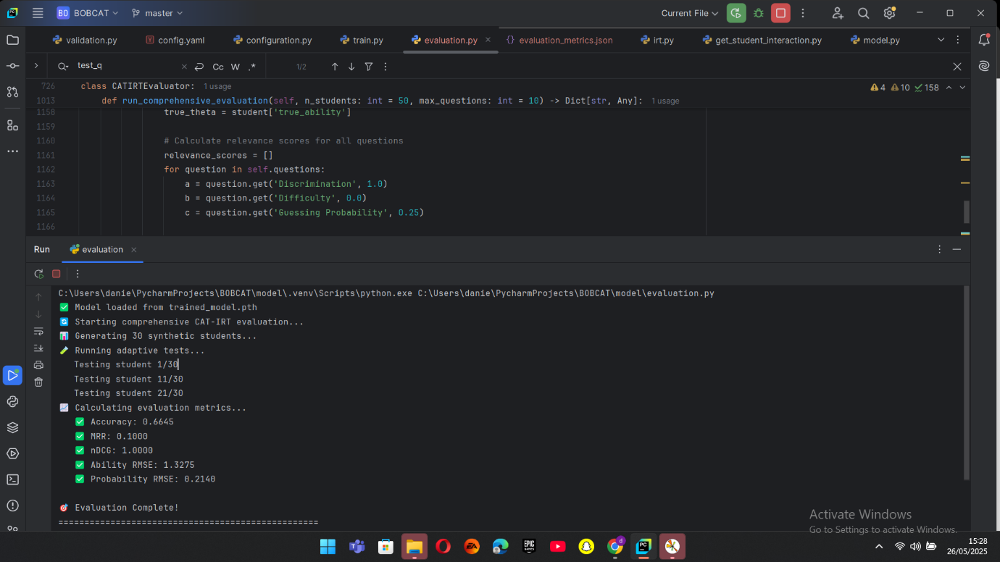 BO BOBCAT master Current File
validation.py config.yaml configuration.py train.py evaluation.py evaluation_metrics.json irt.py get_student_interaction.py model.py
test_q Cc W .* 1/2
726 class CATIRTEvaluator: 1 usage 4 10 158
1013 def run_comprehensive_evaluation(self, n_students: int = 50, max_questions: int = 10) -> Dict[str, Any]: 1 usage
1158 true_theta = student['true_ability']
1159
1160 # Calculate relevance scores for all questions
1161 relevance_scores = []
1162 for question in self.questions:
1163 a = question.get('Discrimination', 1.0)
1164 b = question.get('Difficulty', 0.0)
1165 c = question.get('Guessing Probability', 0.25)
1166
Run evaluation
C:\Users\danie\PycharmProjects\BOBCAT\model\.venv\Scripts\python.exe C:\Users\danie\PycharmProjects\BOBCAT\model\evaluation.py
✅ Model loaded from trained_model.pth
🔄 Starting comprehensive CAT-IRT evaluation...
📊 Generating 30 synthetic students...
🧪 Running adaptive tests...
Testing student 1/30
Testing student 11/30
Testing student 21/30
📈 Calculating evaluation metrics...
✅ Accuracy: 0.6645
✅ MRR: 0.1000
✅ nDCG: 1.0000
✅ Ability RMSE: 1.3275
✅ Probability RMSE: 0.2140
🎯 Evaluation Complete!
==================================================
Activate Windows
Go to Settings to activate Windows.
15:28
26/05/2025